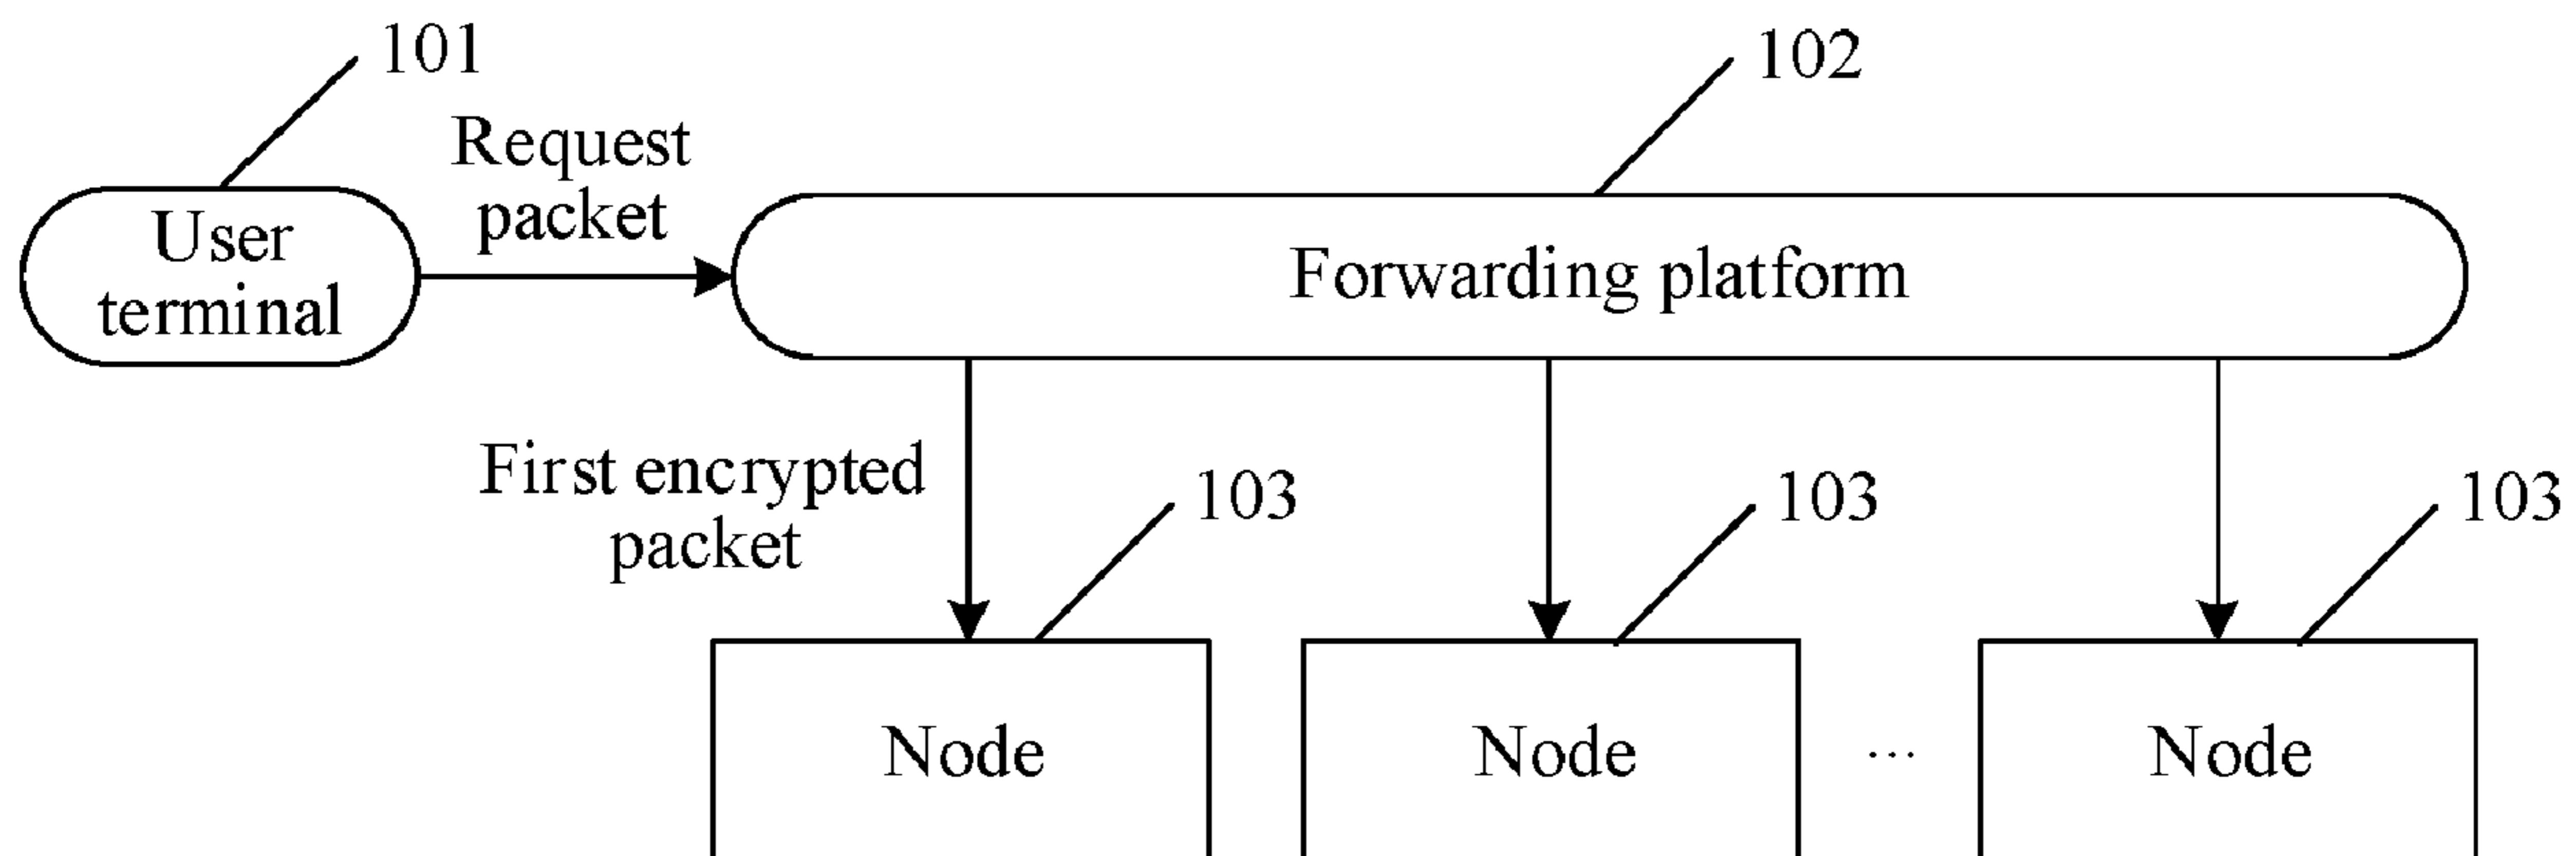 101
102
Request
packet
User
terminal
Forwarding platform
First encrypted
packet
103
103
103
Node
Node
...
Node